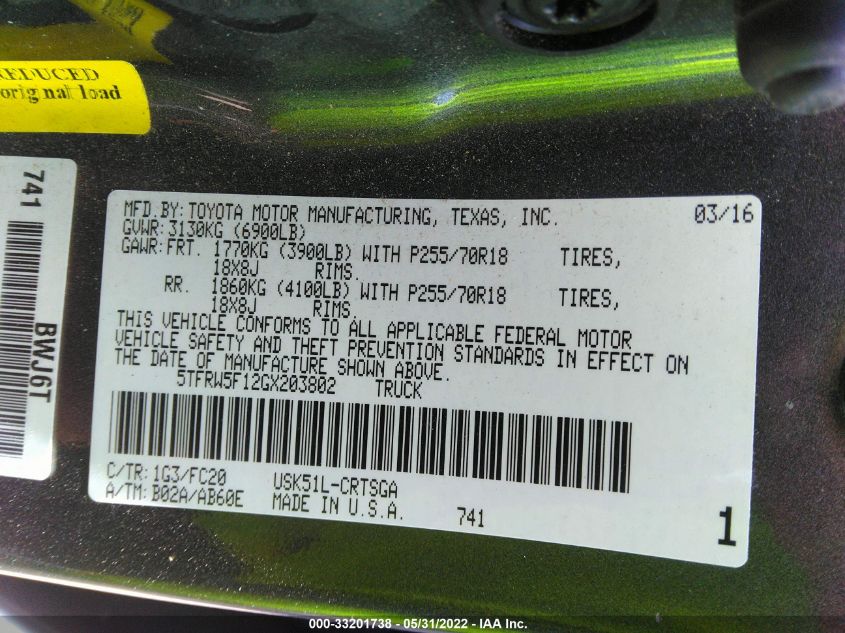 REDUCED
original load
741
BWJ6T
MFD.BY:TOYOTA MOTOR MANUFACTURING, TEXAS, INC. 03/16
GVWR:3130KG (6900LB)
GAWR:FRT. 1770KG (3900LB) WITH P255/70R18 TIRES,
18X8J RIMS.
RR. 1860KG (4100LB) WITH P255/70R18 TIRES,
18X8J RIMS.
THIS VEHICLE CONFORMS TO ALL APPLICABLE FEDERAL MOTOR
VEHICLE SAFETY AND THEFT PREVENTION STANDARDS IN EFFECT ON
THE DATE OF MANUFACTURE SHOWN ABOVE.
5TFRW5F12GX203802 TRUCK
C/TR:1G3/FC20 USK51L-CRTSGA
A/TM:B02A/AB60E MADE IN U.S.A. 741
1
000-33201738 - 05/31/2022 - IAA Inc.